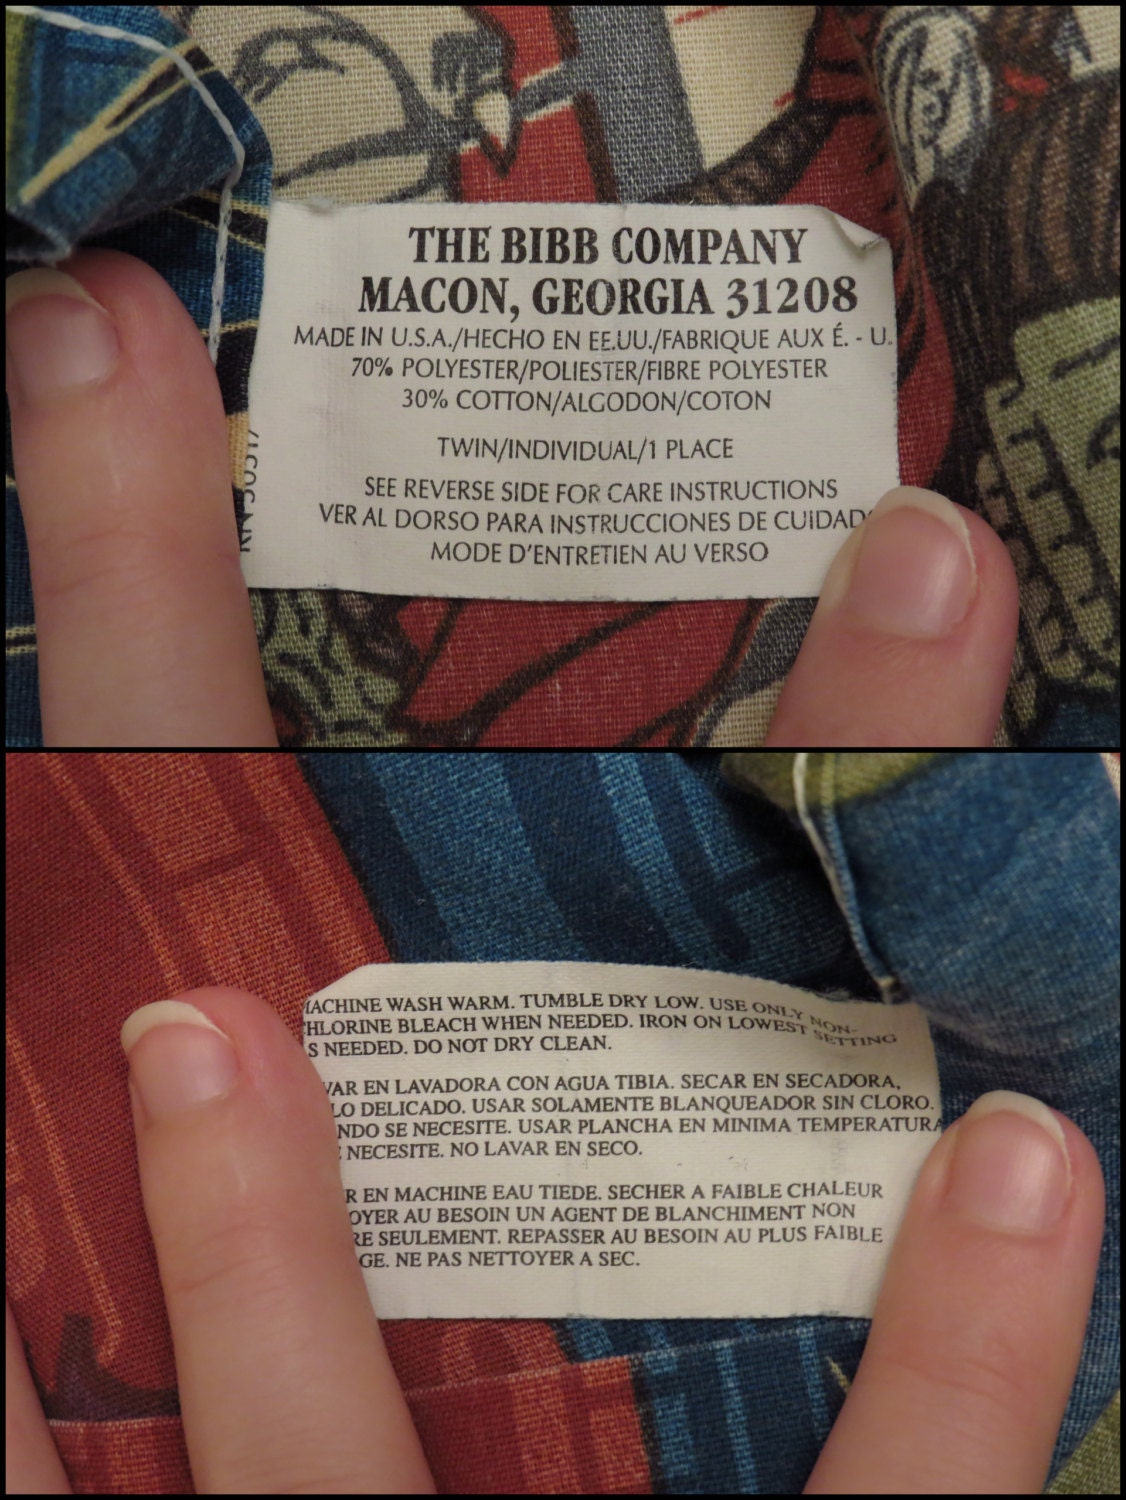 THE BIBB COMPANY
MACON, GEORGIA 31208
MADE IN U.S.A./HECHO EN EE.UU./FABRIQUE AUX É. - U.
70% POLYESTER/POLIESTER/FIBRE POLYESTER
30% COTTON/ALGODON/COTON
TWIN/INDIVIDUAL/1 PLACE
SEE REVERSE SIDE FOR CARE INSTRUCTIONS
VER AL DORSO PARA INSTRUCCIONES DE CUIDAD
MODE D'ENTRETIEN AU VERSO
ACHINE WASH WARM. TUMBLE DRY LOW. USE ONLY NON-
HLORINE BLEACH WHEN NEEDED. IRON ON LOWEST SETTING
S NEEDED. DO NOT DRY CLEAN.
VAR EN LAVADORA CON AGUA TIBIA. SECAR EN SECADORA,
LO DELICADO. USAR SOLAMENTE BLANQUEADOR SIN CLORO.
NDO SE NECESITE. USAR PLANCHA EN MINIMA TEMPERATURA
NECESITE. NO LAVAR EN SECO.
R EN MACHINE EAU TIEDE. SECHER A FAIBLE CHALEUR
OYER AU BESOIN UN AGENT DE BLANCHIMENT NON
RE SEULEMENT. REPASSER AU BESOIN AU PLUS FAIBLE
GE. NE PAS NETTOYER A SEC.